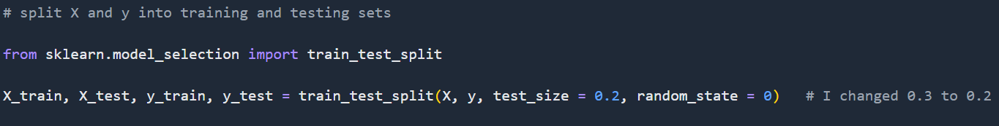 # split X and y into training and testing sets
from sklearn.model_selection import train_test_split
X_train, X_test, y_train, y_test = train_test_split(X, y, test_size = 0.2, random_state = 0)   # I changed 0.3 to 0.2